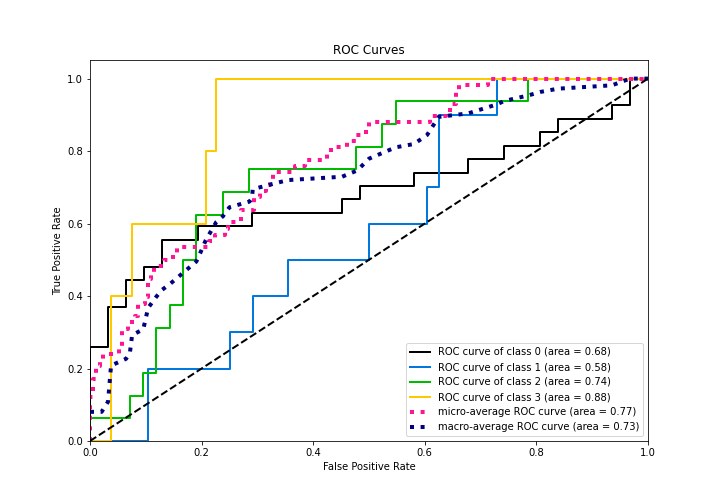 ROC Curves
1.0
0.8
0.6
0.4
0.2
0.0
True Positive Rate
ROC curve of class 0 (area = 0.68)
ROC curve of class 1 (area = 0.58)
ROC curve of class 2 (area = 0.74)
ROC curve of class 3 (area = 0.88)
micro-average ROC curve (area = 0.77)
macro-average ROC curve (area = 0.73)
0.0 0.2 0.4 0.6 0.8 1.0
False Positive Rate